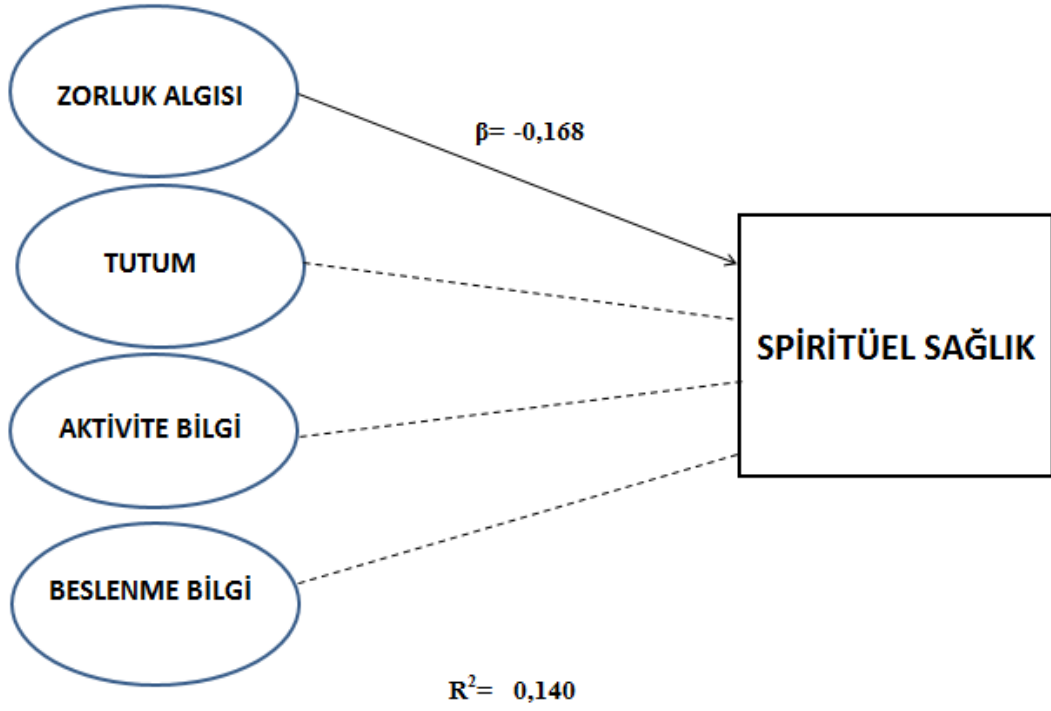 ZORLUK ALGISI
β= -0,168
TUTUM
SPİRİTÜEL SAĞLIK
AKTİVİTE BİLGİ
BESLENME BİLGİ
R²= 0,140